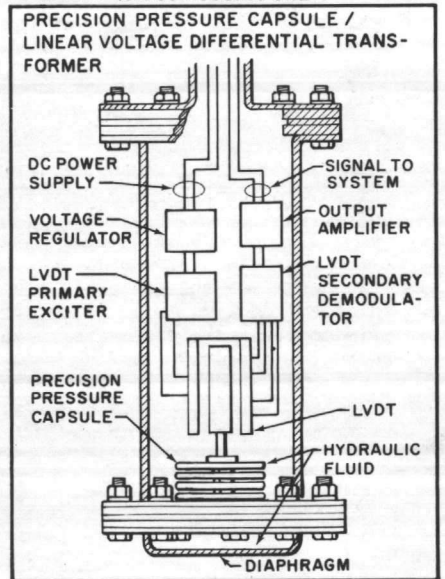 PRECISION PRESSURE CAPSULE /
LINEAR VOLTAGE DIFFERENTIAL TRANS-
FORMER
DC POWER
SUPPLY
SIGNAL TO
SYSTEM
VOLTAGE
REGULATOR
OUTPUT
AMPLIFIER
LVDT
PRIMARY
EXCITER
LVDT
SECONDARY
DEMODULA-
TOR
PRECISION
PRESSURE
CAPSULE
LVDT
HYDRAULIC
FLUID
DIAPHRAGM